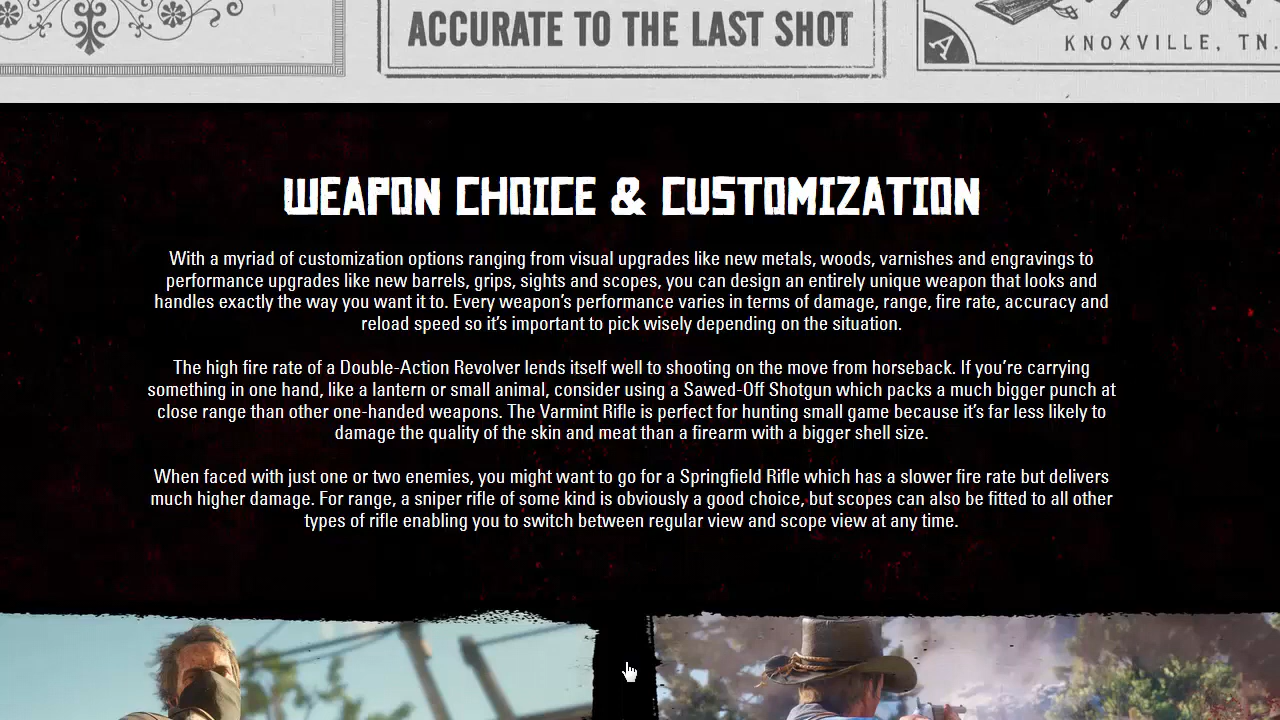 ACCURATE TO THE LAST SHOT
A
KNOXVILLE, TN.
WEAPON CHOICE & CUSTOMIZATION
With a myriad of customization options ranging from visual upgrades like new metals, woods, varnishes and engravings to
performance upgrades like new barrels, grips, sights and scopes, you can design an entirely unique weapon that looks and
handles exactly the way you want it to. Every weapon’s performance varies in terms of damage, range, fire rate, accuracy and
reload speed so it’s important to pick wisely depending on the situation.
The high fire rate of a Double-Action Revolver lends itself well to shooting on the move from horseback. If you’re carrying
something in one hand, like a lantern or small animal, consider using a Sawed-Off Shotgun which packs a much bigger punch at
close range than other one-handed weapons. The Varmint Rifle is perfect for hunting small game because it’s far less likely to
damage the quality of the skin and meat than a firearm with a bigger shell size.
When faced with just one or two enemies, you might want to go for a Springfield Rifle which has a slower fire rate but delivers
much higher damage. For range, a sniper rifle of some kind is obviously a good choice, but scopes can also be fitted to all other
types of rifle enabling you to switch between regular view and scope view at any time.